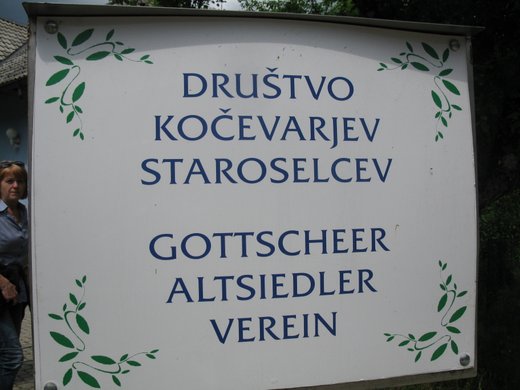 DRUŠTVO
KOČEVARJEV
STAROSELCEV
GOTTSCHEER
ALTSIEDLER
VEREIN